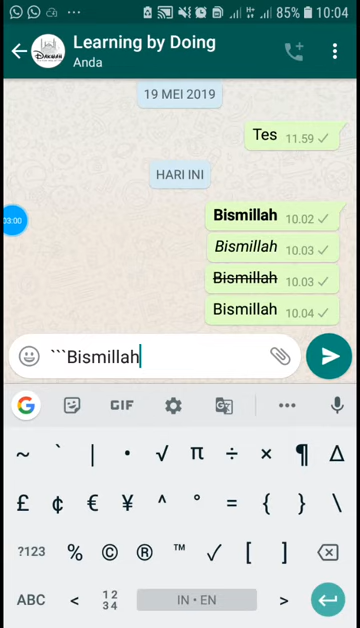 85% 10:04
Learning by Doing
Anda
19 MEI 2019
Tes 11.59
HARI INI
Bismillah 10.02
Bismillah 10.03
Bismillah 10.03
Bismillah 10.04
03:00
```Bismillah
G GIF
~ ` | • √ π ÷ × ¶ Δ
£ ¢ € ¥ ^ ° = { } \
?123 % © ® ™ ✓ [ ]
ABC < 12 34 IN • EN >